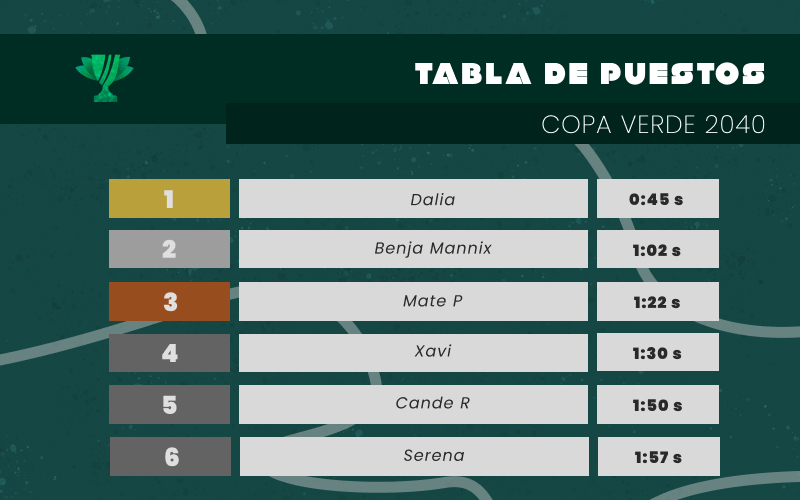 TABLA DE PUESTOS
COPA VERDE 2040
1 Dalia 0:45 s
2 Benja Mannix 1:02 s
3 Mate P 1:22 s
4 Xavi 1:30 s
5 Cande R 1:50 s
6 Serena 1:57 s